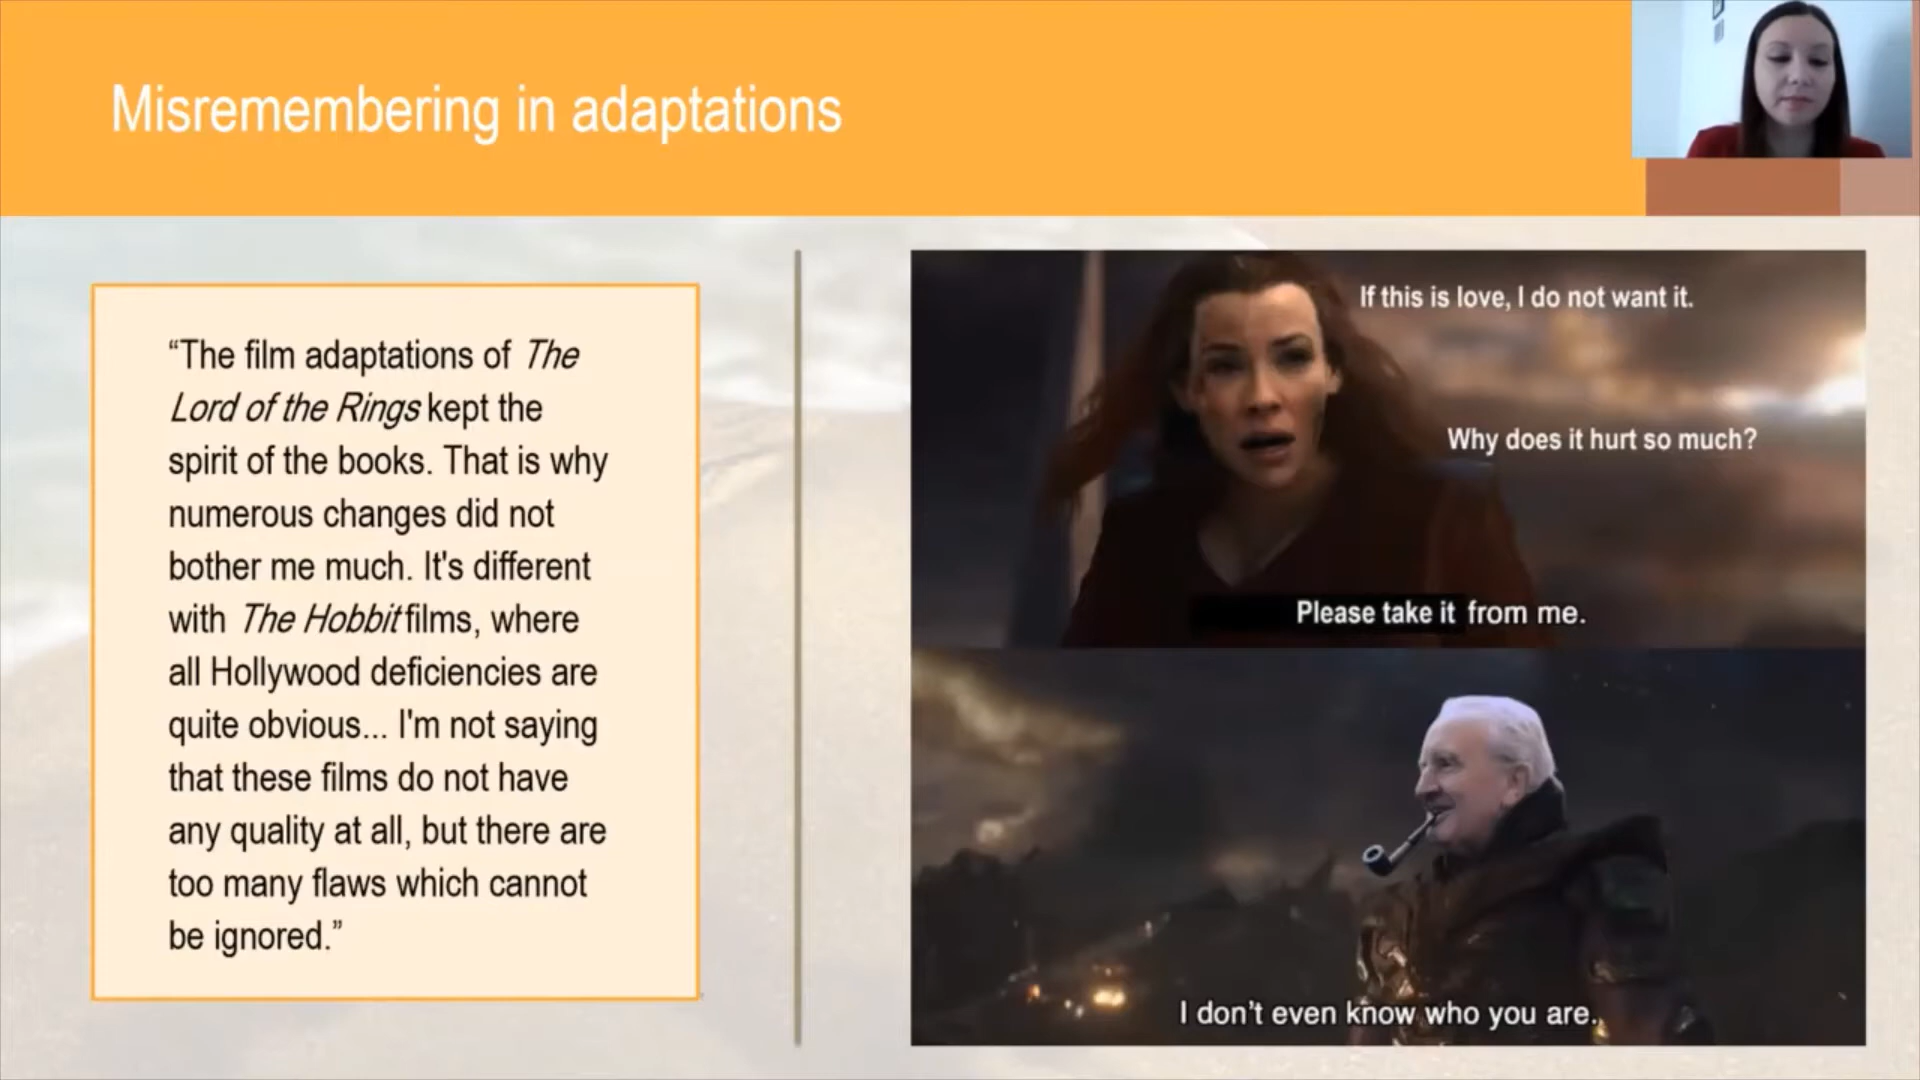 Misremembering in adaptations
“The film adaptations of The
Lord of the Rings kept the
spirit of the books. That is why
numerous changes did not
bother me much. It's different
with The Hobbit films, where
all Hollywood deficiencies are
quite obvious... I'm not saying
that these films do not have
any quality at all, but there are
too many flaws which cannot
be ignored.”
If this is love, I do not want it.
Why does it hurt so much?
Please take it from me.
I don't even know who you are.